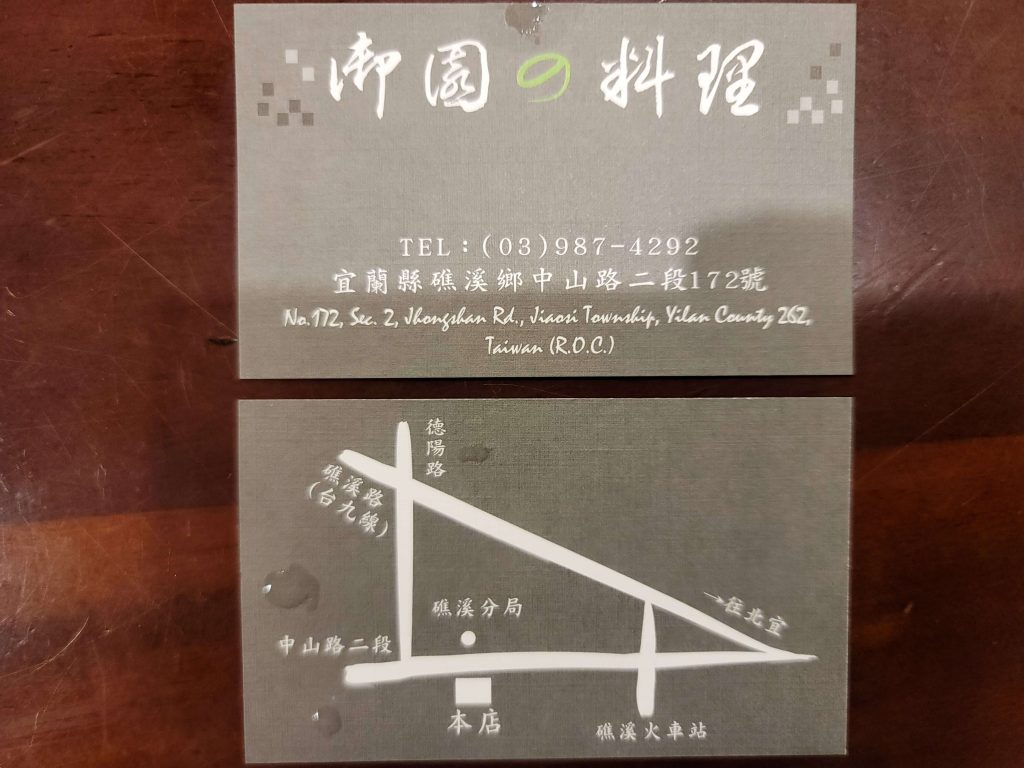 御園の料理
TEL：(03)987-4292
宜蘭縣礁溪鄉中山路二段172號
No.172, Sec. 2, Jhongshan Rd., Jiaosi Township, Yilan County 262,
Taiwan (R.O.C.)
德陽路
礁溪路
(台九線)
礁溪分局
→往北宜
中山路二段
本店
礁溪火車站